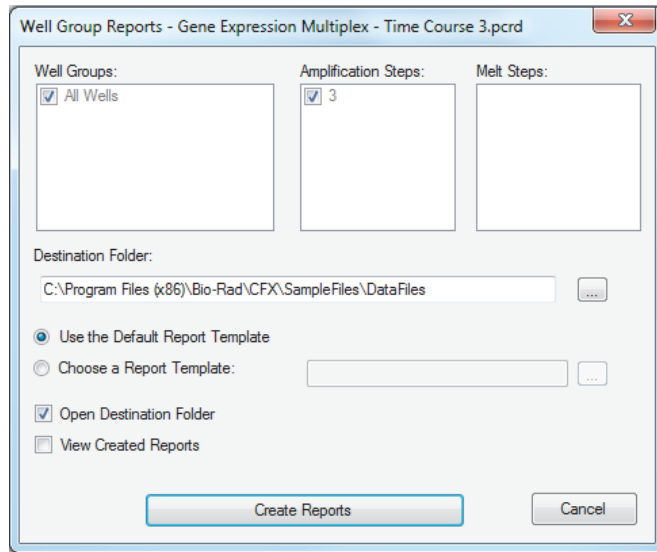 Well Group Reports - Gene Expression Multiplex - Time Course 3.pcrd
Well Groups:
Amplification Steps:
Melt Steps:
All Wells
3
Destination Folder:
C:\Program Files (x86)\Bio-Rad\CFX\SampleFiles\DataFiles
...
Use the Default Report Template
Choose a Report Template:
...
Open Destination Folder
View Created Reports
Create Reports
Cancel